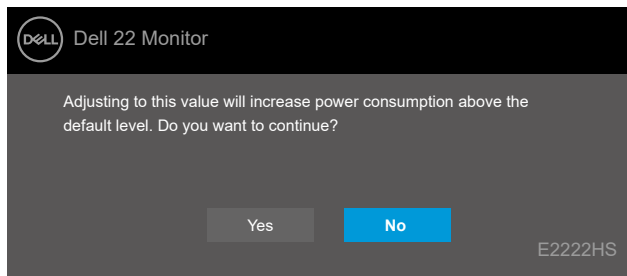 DELL Dell 22 Monitor
Adjusting to this value will increase power consumption above the
default level. Do you want to continue?
Yes No
E2222HS